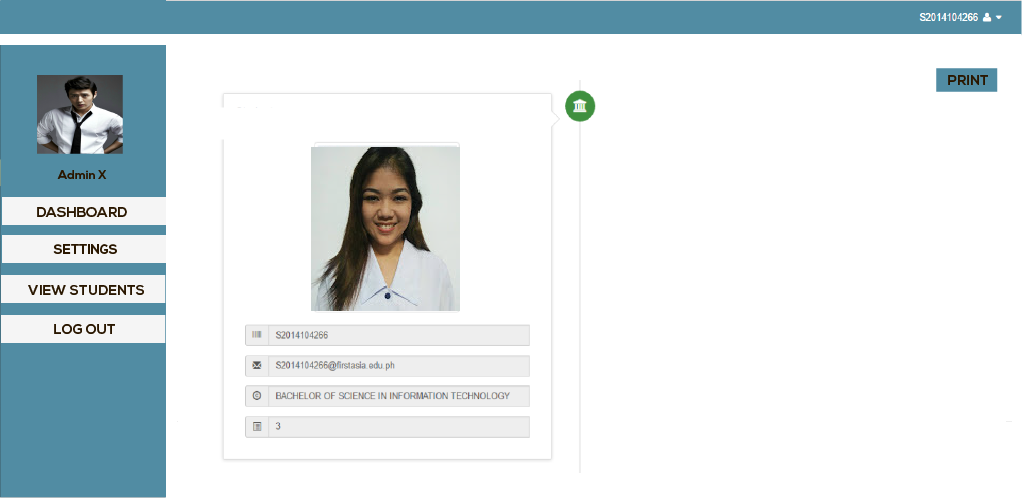 S2014104266
PRINT
Admin X
DASHBOARD
SETTINGS
VIEW STUDENTS
LOG OUT
S2014104266
S2014104266@firstasia.edu.ph
BACHELOR OF SCIENCE IN INFORMATION TECHNOLOGY
3